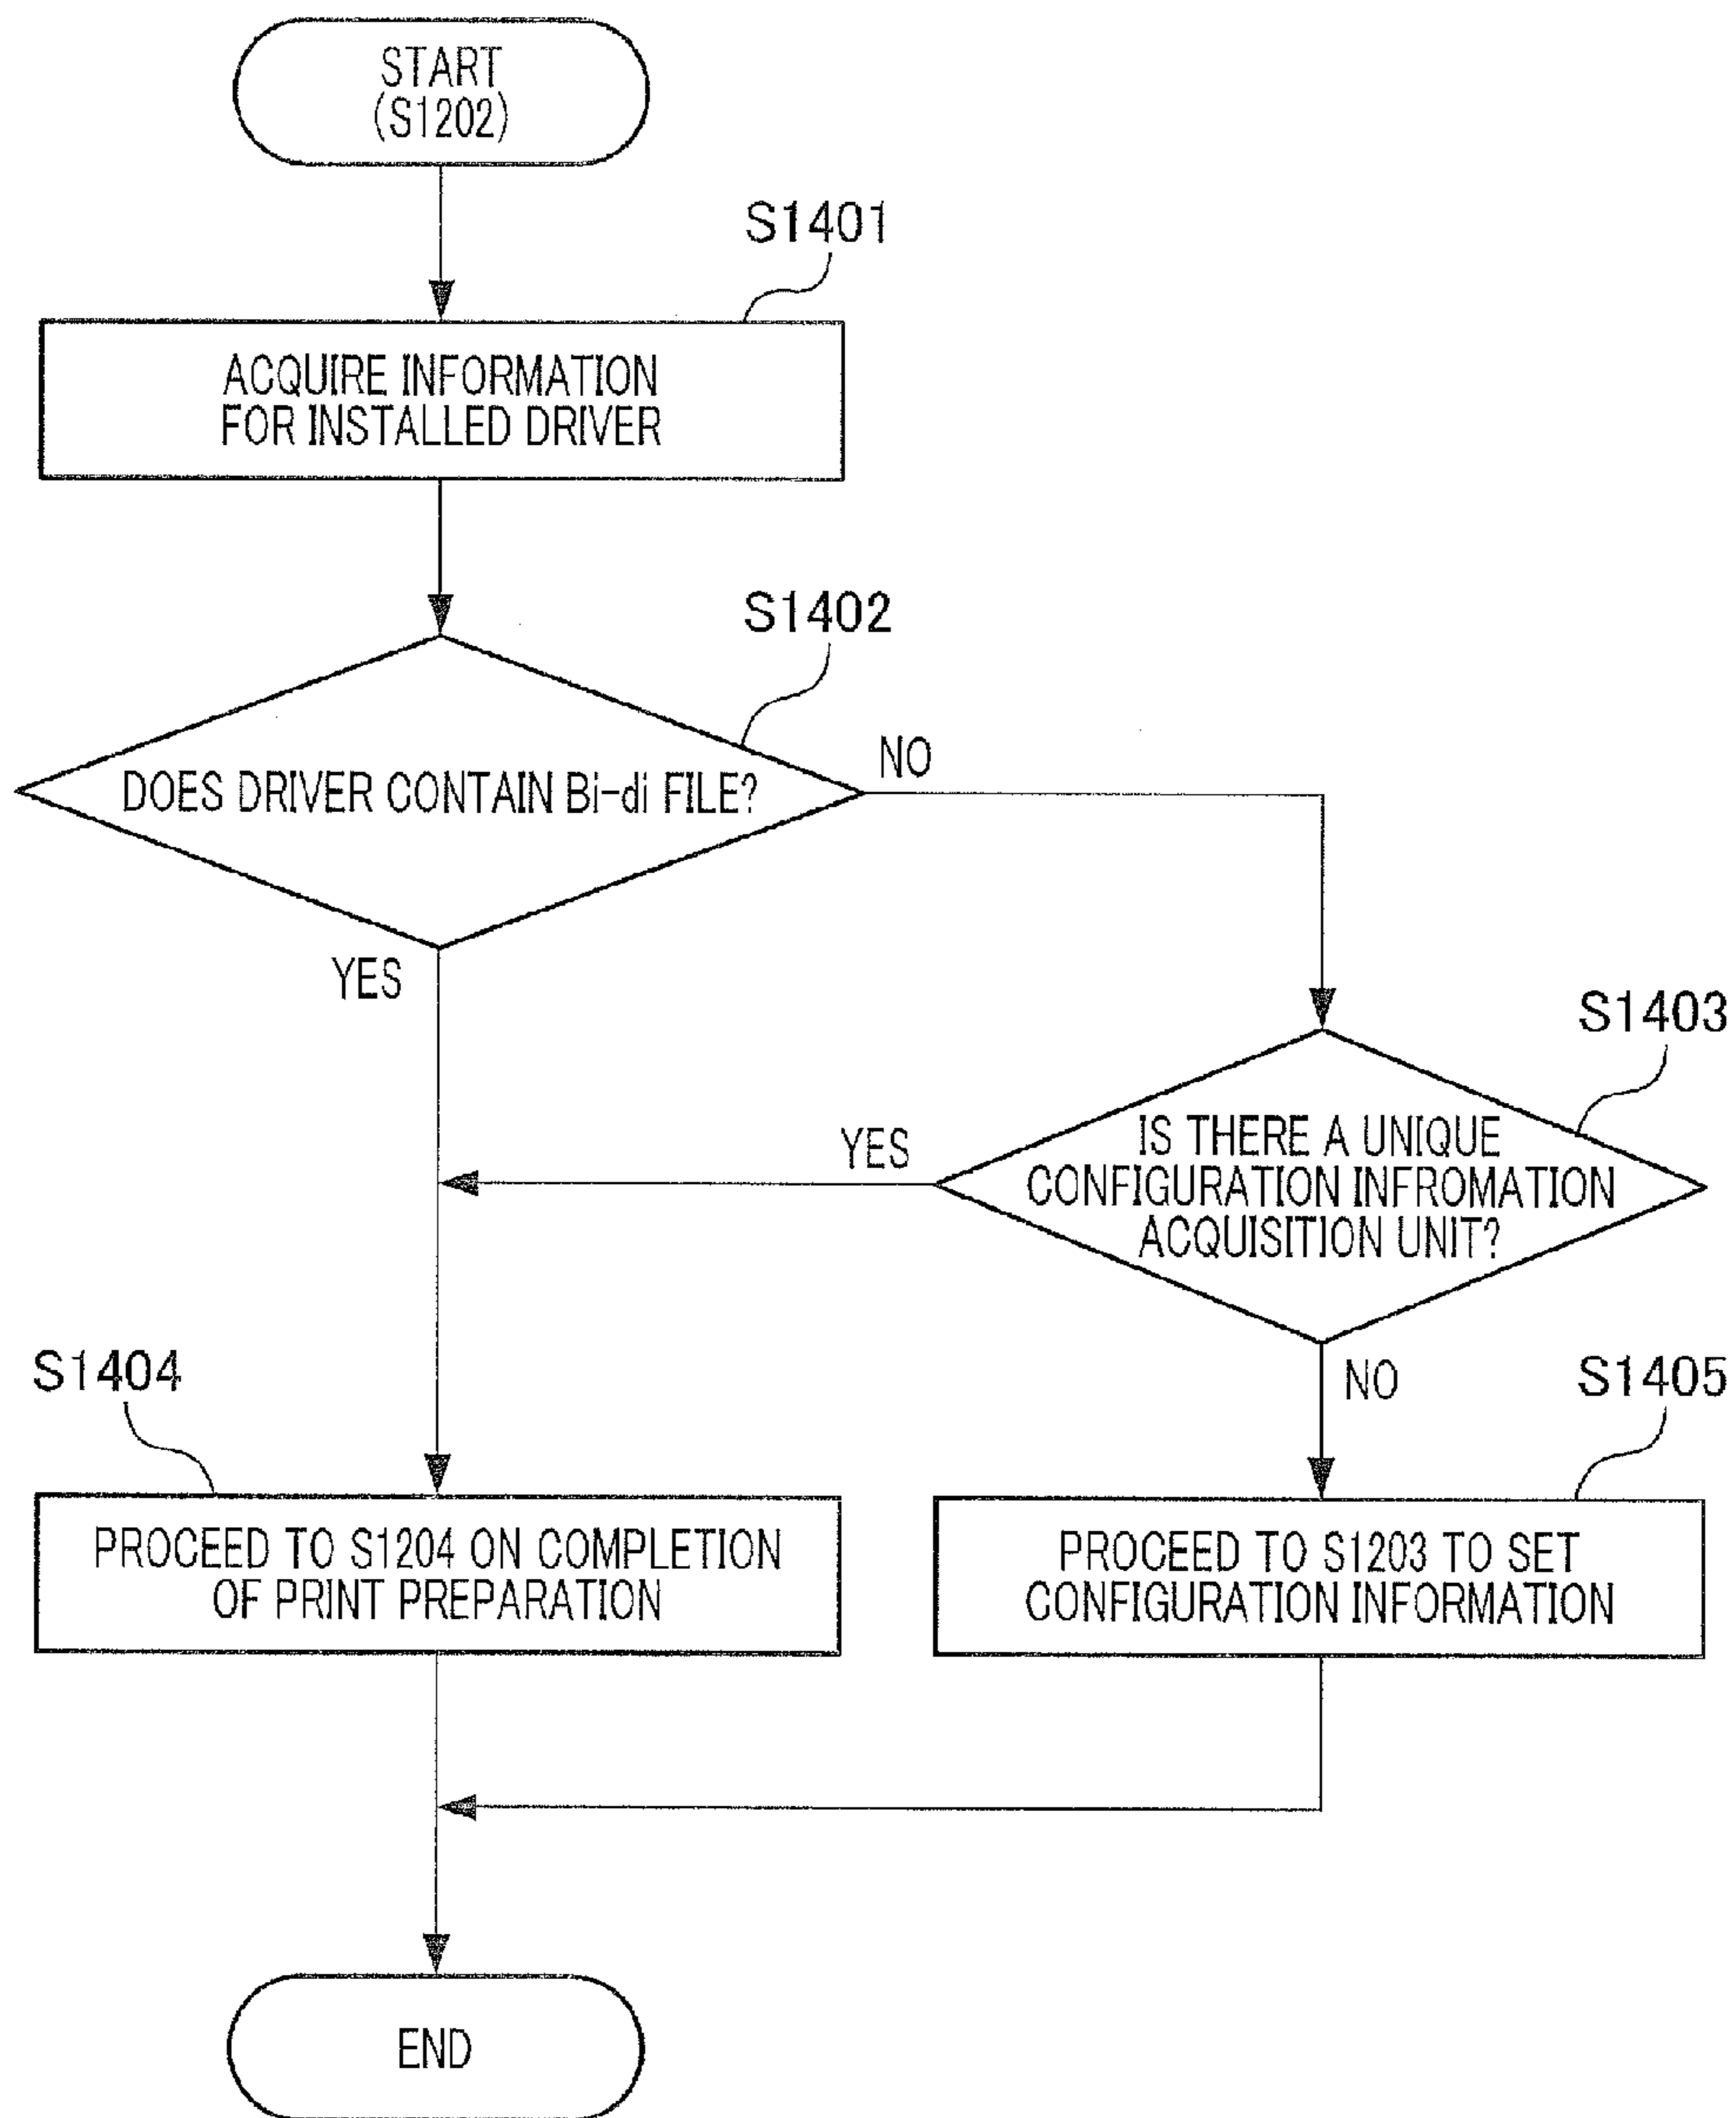 START
(S1202)
S1401
ACQUIRE INFORMATION
FOR INSTALLED DRIVER
S1402
DOES DRIVER CONTAIN Bi-di FILE?
NO
YES
S1403
IS THERE A UNIQUE
CONFIGURATION INFROMATION
ACQUISITION UNIT?
YES
NO
S1404
S1405
PROCEED TO S1204 ON COMPLETION
OF PRINT PREPARATION
PROCEED TO S1203 TO SET
CONFIGURATION INFORMATION
END